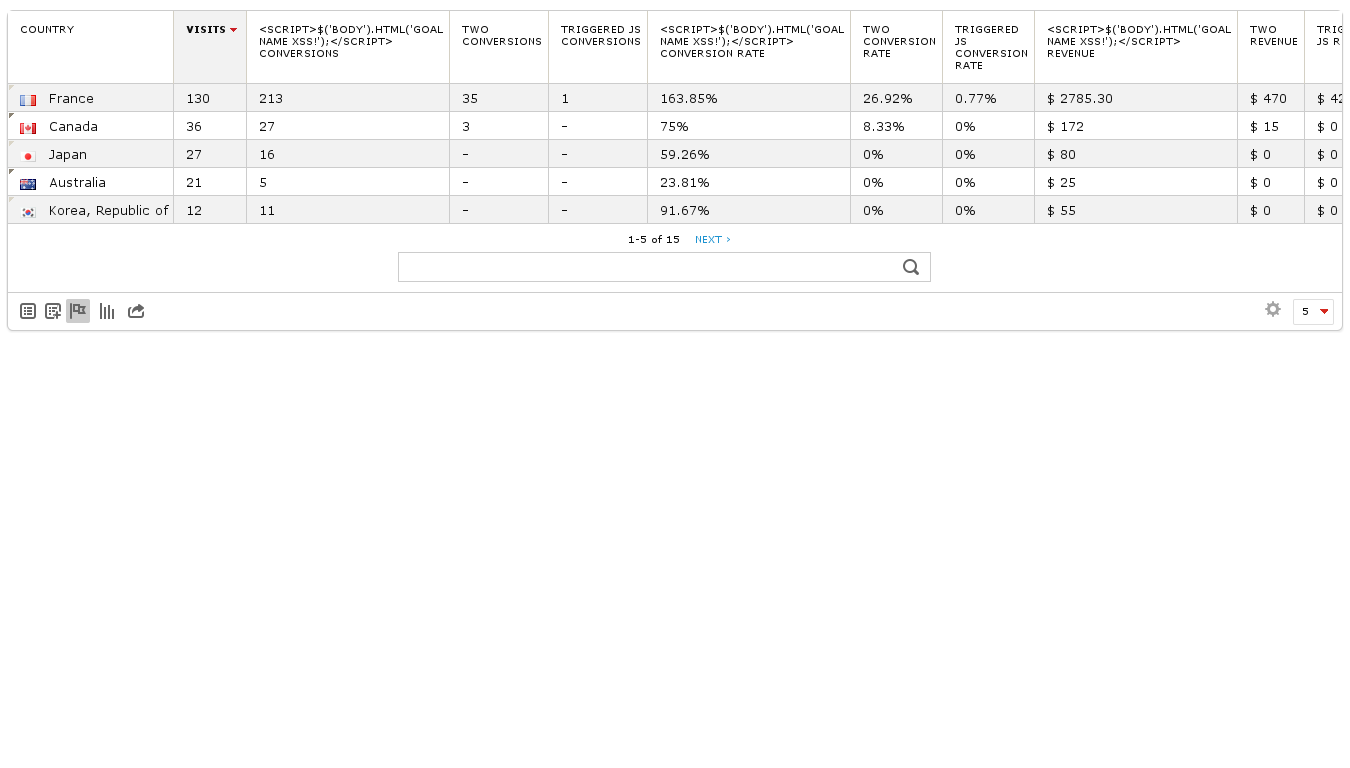 COUNTRY
VISITS
<SCRIPT>$('BODY').HTML('GOAL
NAME XSS!');</SCRIPT>
CONVERSIONS
TWO
CONVERSIONS
TRIGGERED JS
CONVERSIONS
<SCRIPT>$('BODY').HTML('GOAL
NAME XSS!');</SCRIPT>
CONVERSION RATE
TWO
CONVERSION
RATE
TRIGGERED
JS
CONVERSION
RATE
<SCRIPT>$('BODY').HTML('GOAL
NAME XSS!');</SCRIPT>
REVENUE
TWO
REVENUE
TRIG
JS R
France 130 213 35 1 163.85% 26.92% 0.77% $ 2785.30 $ 470 $ 42
Canada 36 27 3 - 75% 8.33% 0% $ 172 $ 15 $ 0
Japan 27 16 - - 59.26% 0% 0% $ 80 $ 0 $ 0
Australia 21 5 - - 23.81% 0% 0% $ 25 $ 0 $ 0
Korea, Republic of 12 11 - - 91.67% 0% 0% $ 55 $ 0 $ 0
1-5 of 15 NEXT ›
5